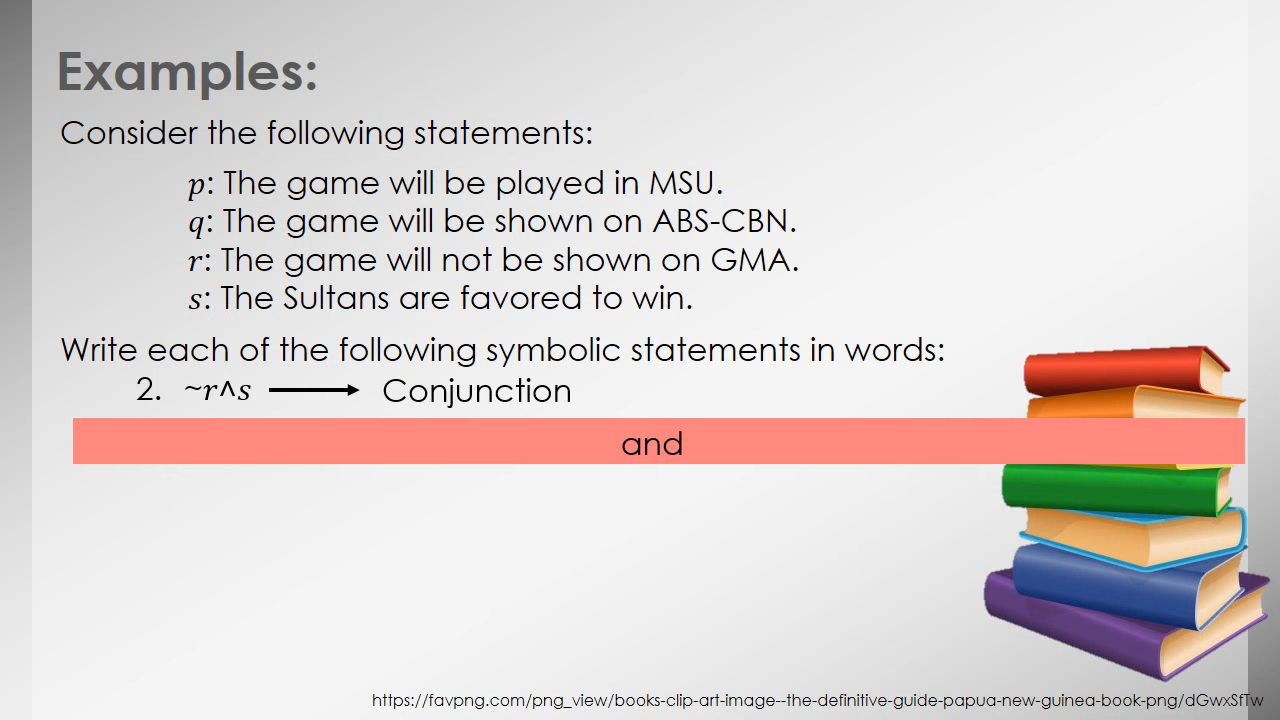 Examples:
Consider the following statements:
p: The game will be played in MSU.
q: The game will be shown on ABS-CBN.
r: The game will not be shown on GMA.
s: The Sultans are favored to win.
Write each of the following symbolic statements in words:
2. ~r^s ⟶ Conjunction
and
https://favpng.com/png_view/books-clip-art-image--the-definitive-guide-papua-new-guinea-book-png/dGwxSfTw